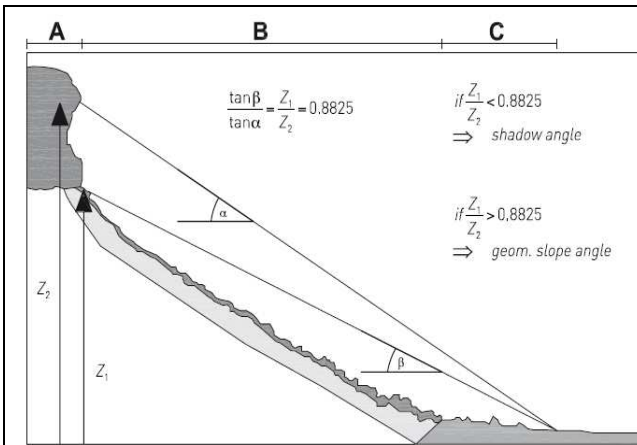 A B C
tanβ/tanα = Z₁/Z₂ = 0.8825
if Z₁/Z₂ < 0.8825
⇒ shadow angle
if Z₁/Z₂ > 0,8825
⇒ geom. slope angle
α
Z₂
Z₁
β